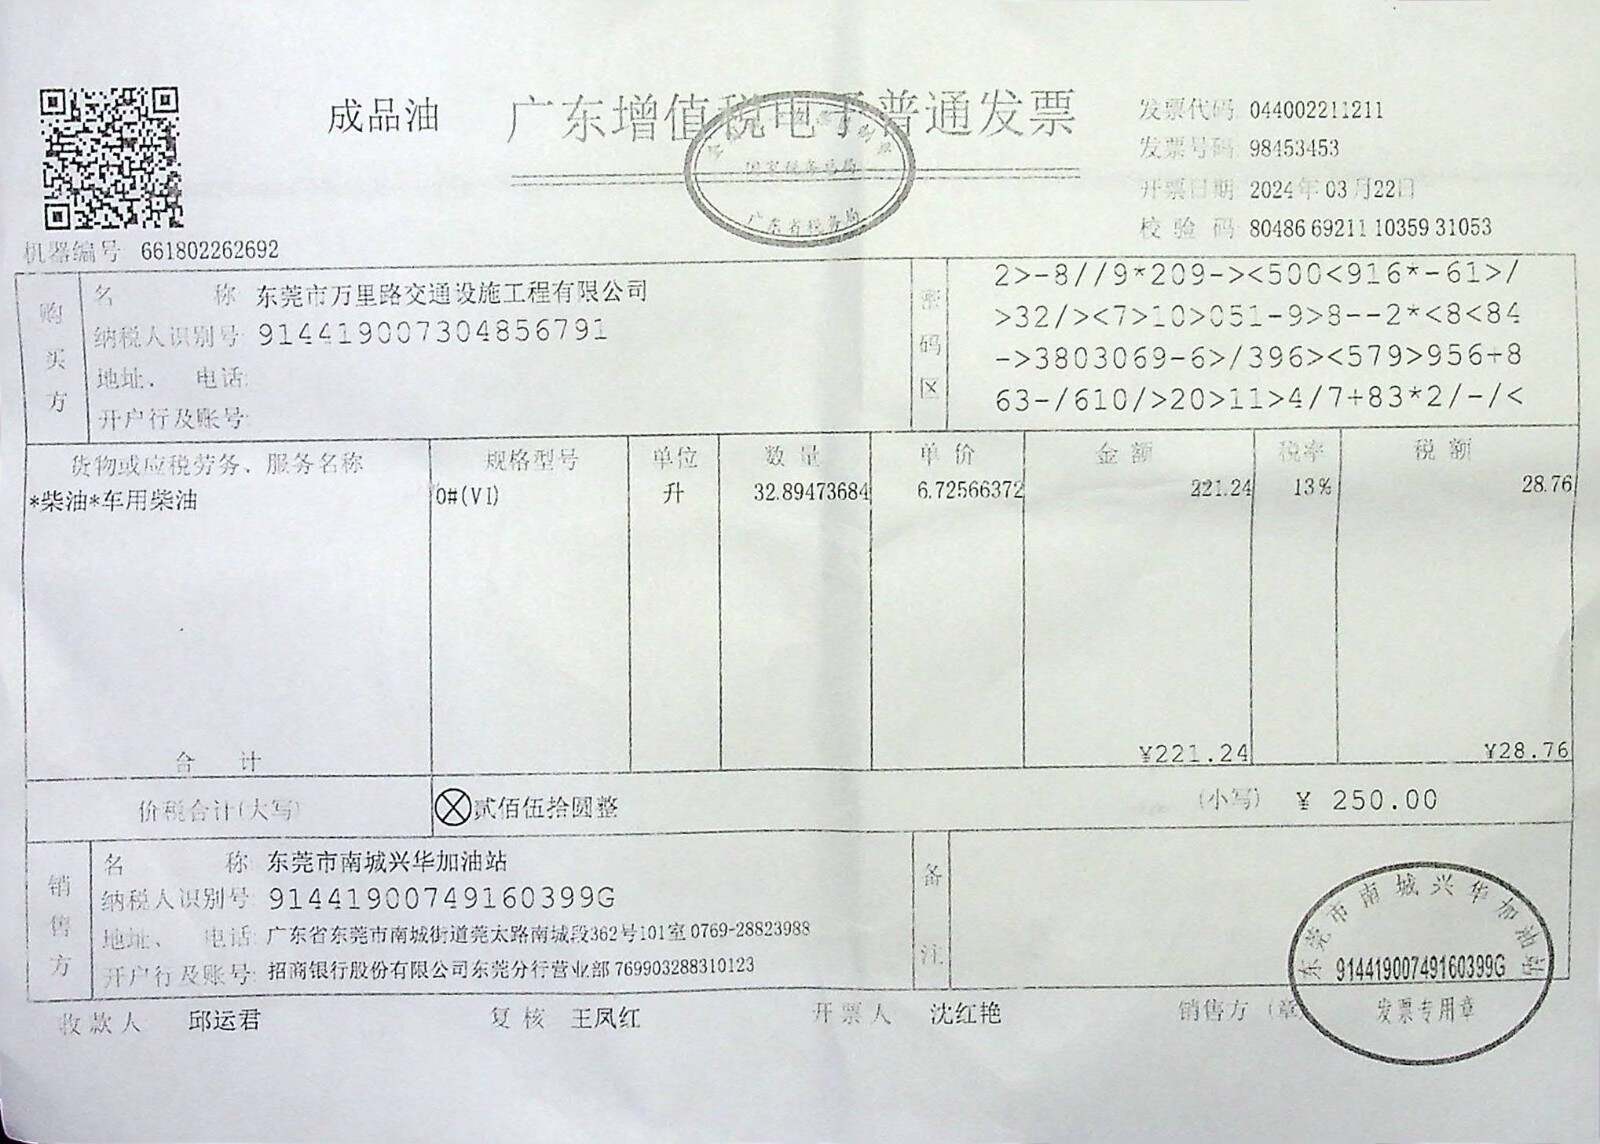 成品油 广东增值税电子普通发票
国家税务总局
广东省税务局
发票代码 044002211211
发票号码 98453453
开票日期 2024年03月22日
校验码 80486 69211 10359 31053
机器编号 661802262692
购买方
名称 东莞市万里路交通设施工程有限公司
纳税人识别号 914419007304856791
地址、电话:
开户行及账号:
密码区
2>-8//9*209-><500<916*-61>/
>32/><7>10>051-9>8--2*<8<84
->3803069-6>/396><579>956+8
63-/610/>20>11>4/7+83*2/-/<
货物或应税劳务、服务名称 规格型号 单位 数量 单价 金额 税率 税额
*柴油*车用柴油 0#(VI) 升 32.89473684 6.72566372 221.24 13% 28.76
合计 ¥221.24 ¥28.76
价税合计(大写) 贰佰伍拾圆整 (小写) ¥ 250.00
销售方
名称 东莞市南城兴华加油站
纳税人识别号 91441900749160399G
地址、电话: 广东省东莞市南城街道莞太路南城段362号101室 0769-28823988
开户行及账号: 招商银行股份有限公司东莞分行营业部 769903288310123
备注
东莞市南城兴华加油站
91441900749160399G
发票专用章
收款人 邱运君 复核 王凤红 开票人 沈红艳 销售方 (章)